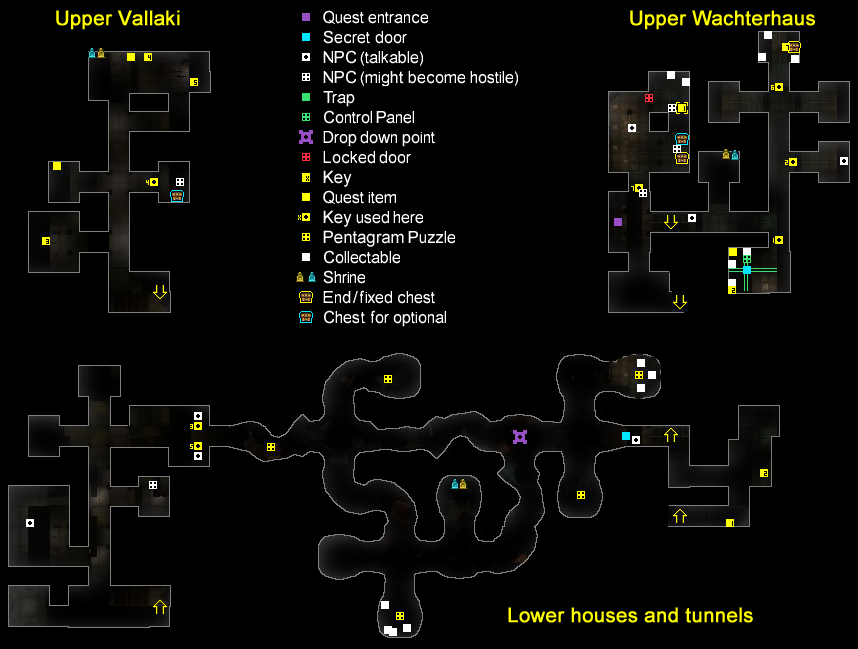 Upper Vallaki
Upper Wachterhaus
Quest entrance
Secret door
NPC (talkable)
NPC (might become hostile)
Trap
Control Panel
Drop down point
Locked door
Key
Quest item
Key used here
Pentagram Puzzle
Collectable
Shrine
End/fixed chest
Chest for optional
Lower houses and tunnels